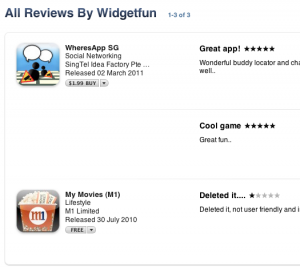 All Reviews By Widgetfun 1-3 of 3
WheresApp SG
Social Networking
SingTel Idea Factory Pte ...
Released 02 March 2011
$1.99 BUY
Great app! ★★★★★
Wonderful buddy locator and cha
well..
Cool game ★★★★★
Great fun..
My Movies (M1)
Lifestyle
M1 Limited
Released 30 July 2010
FREE
m1
Deleted it.... ★★★★★
Deleted it, not user friendly and i